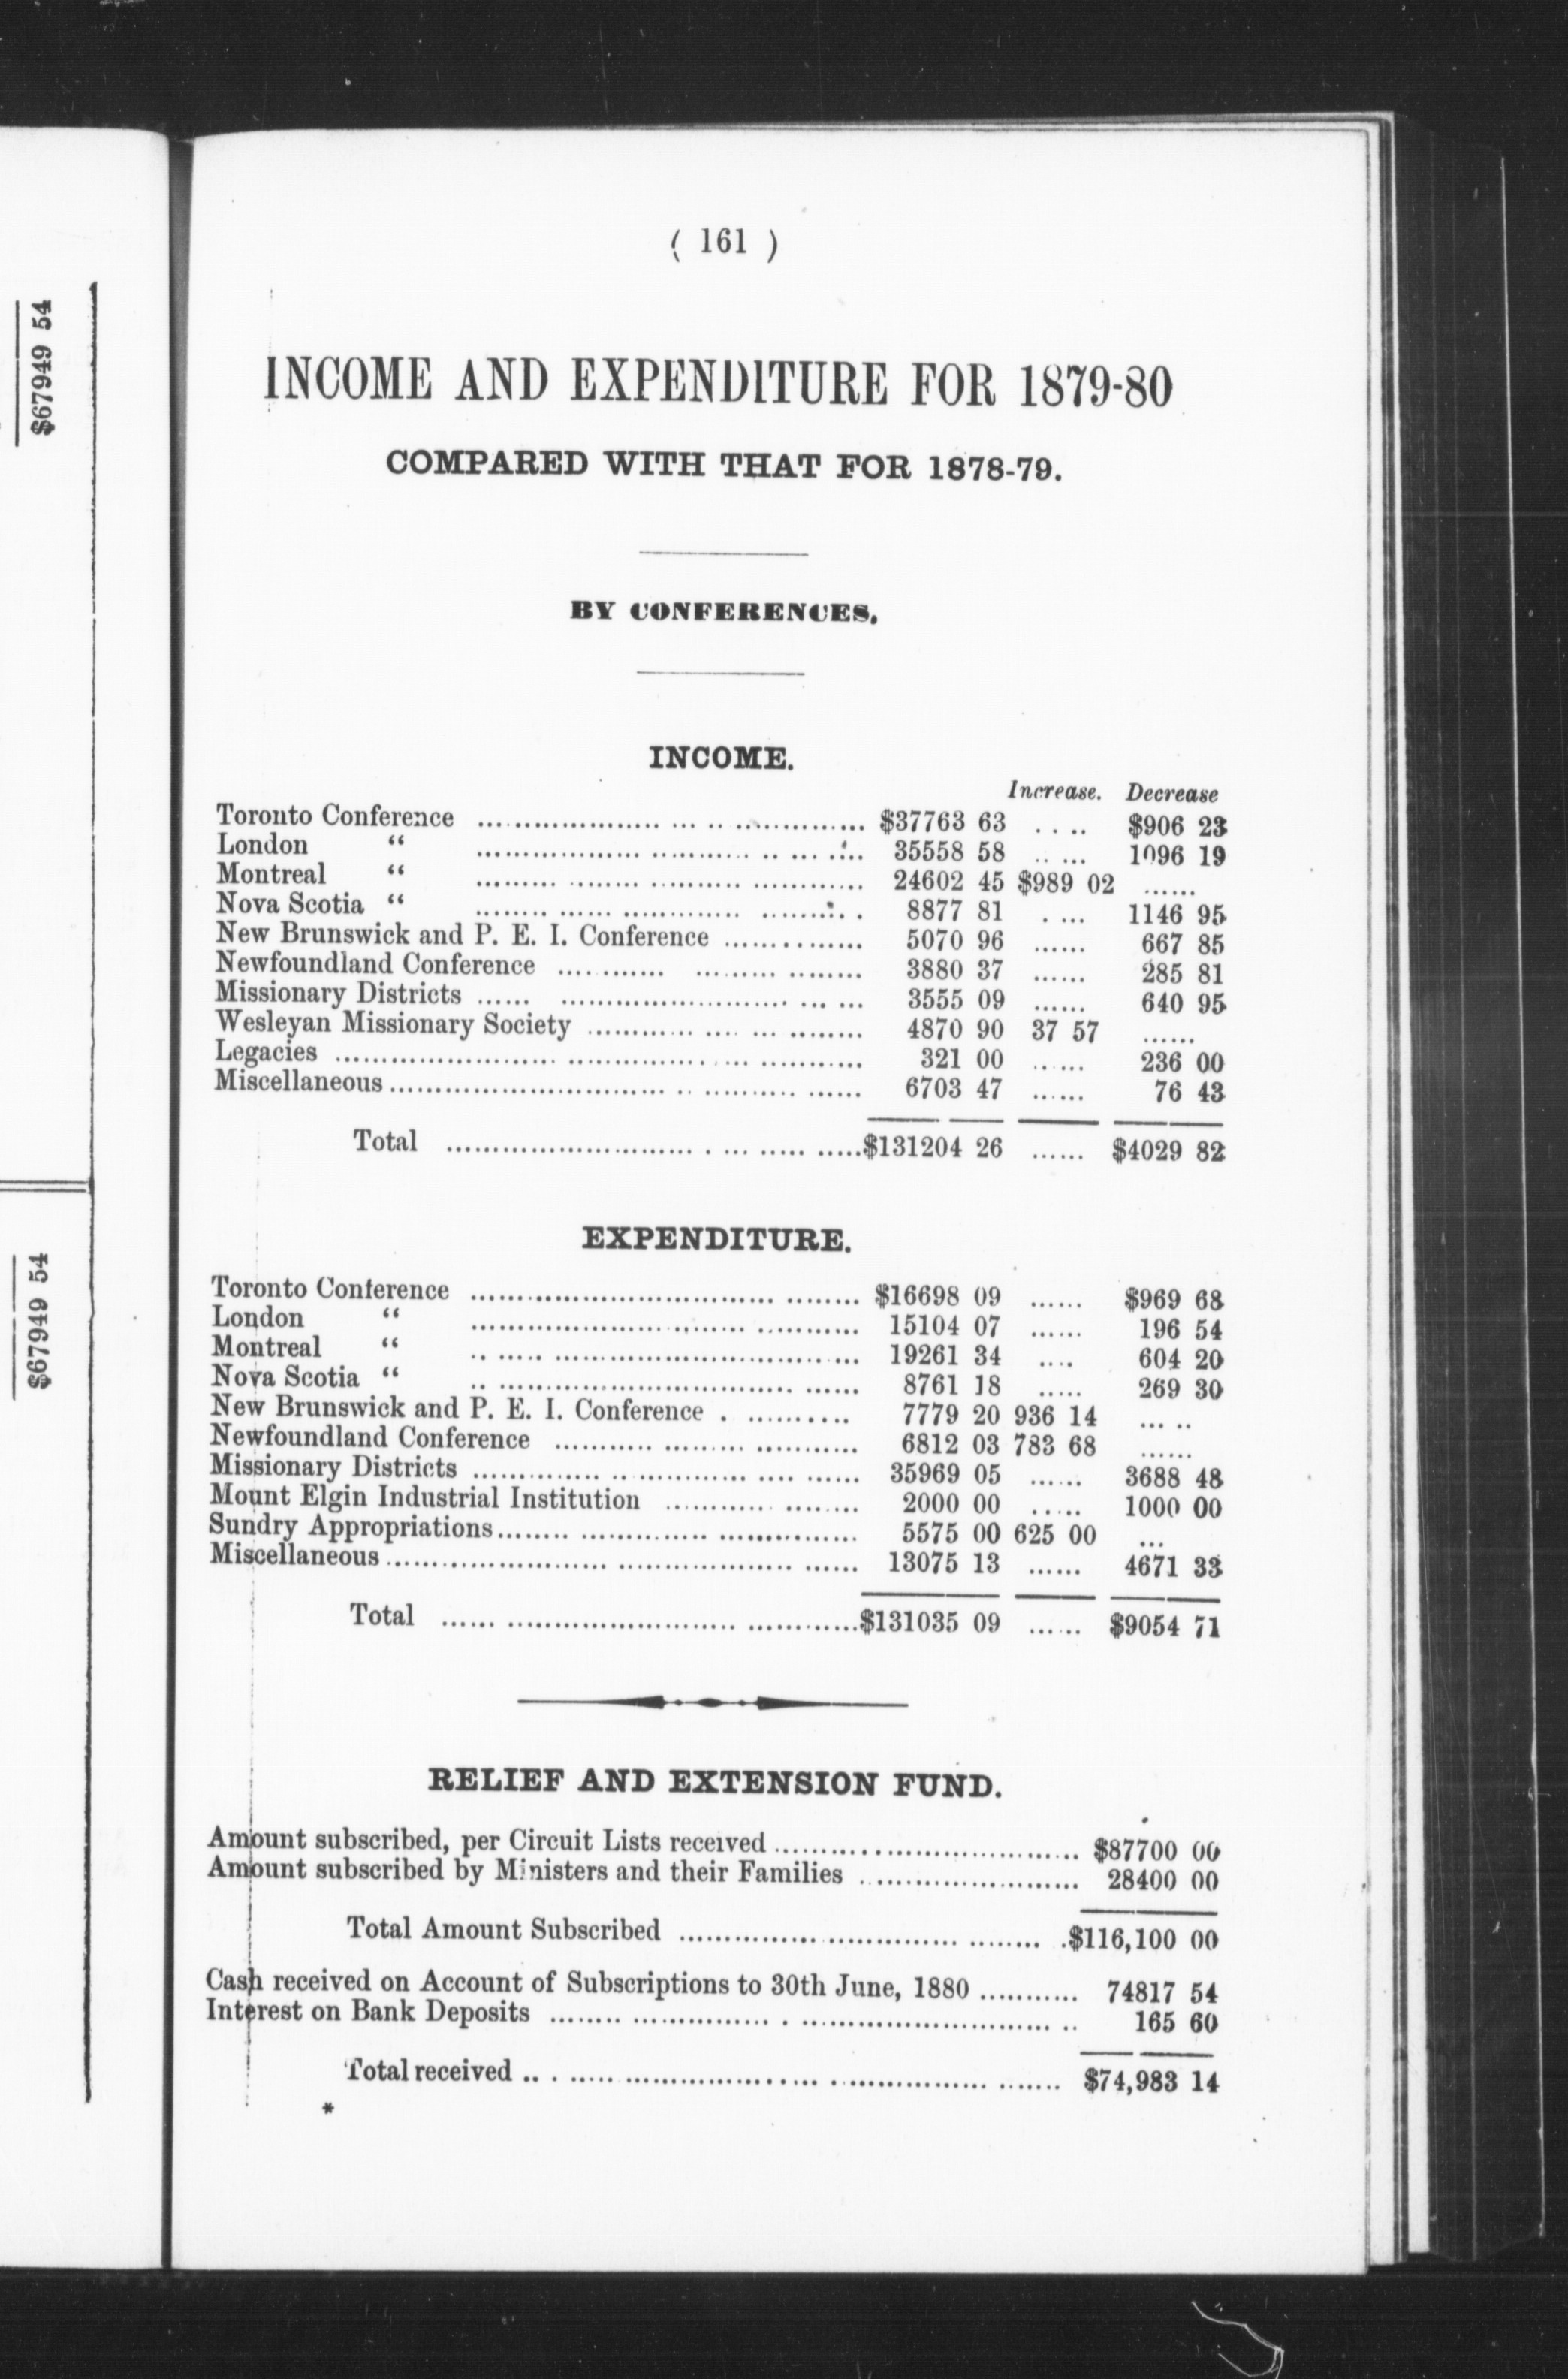 $67949 54
$67949 54
( 161 )
INCOME AND EXPENDITURE FOR 1879-80
COMPARED WITH THAT FOR 1878-79.
BY CONFERENCES.
INCOME.
Increase. Decrease
Toronto Conference ........ $37763 63 .... $906 23
London " ........ 35558 58 ..... 1096 19
Montreal " ........ 24602 45 $989 02 ......
Nova Scotia " ........ 8877 81 .... 1146 95
New Brunswick and P. E. I. Conference ........ 5070 96 ...... 667 85
Newfoundland Conference ........ 3880 37 ...... 285 81
Missionary Districts ........ 3555 09 ...... 640 95
Wesleyan Missionary Society ........ 4870 90 37 57 ......
Legacies ........ 321 00 ...... 236 00
Miscellaneous ........ 6703 47 ...... 76 43
Total ........ $131204 26 ...... $4029 82
EXPENDITURE.
Toronto Conference ........ $16698 09 ...... $969 68
London " ........ 15104 07 ...... 196 54
Montreal " ........ 19261 34 .... 604 20
Nova Scotia " ........ 8761 18 ..... 269 30
New Brunswick and P. E. I. Conference ........ 7779 20 936 14 .....
Newfoundland Conference ........ 6812 03 783 68 ......
Missionary Districts ........ 35969 05 ...... 3688 48
Mount Elgin Industrial Institution ........ 2000 00 ..... 1000 00
Sundry Appropriations ........ 5575 00 625 00 ...
Miscellaneous ........ 13075 13 ...... 4671 33
Total ........ $131035 09 ...... $9054 71
RELIEF AND EXTENSION FUND.
Amount subscribed, per Circuit Lists received ........ $87700 00
Amount subscribed by Ministers and their Families ........ 28400 00
Total Amount Subscribed ........ $116,100 00
Cash received on Account of Subscriptions to 30th June, 1880 ........ 74817 54
Interest on Bank Deposits ........ 165 60
Total received ........ $74,983 14
*